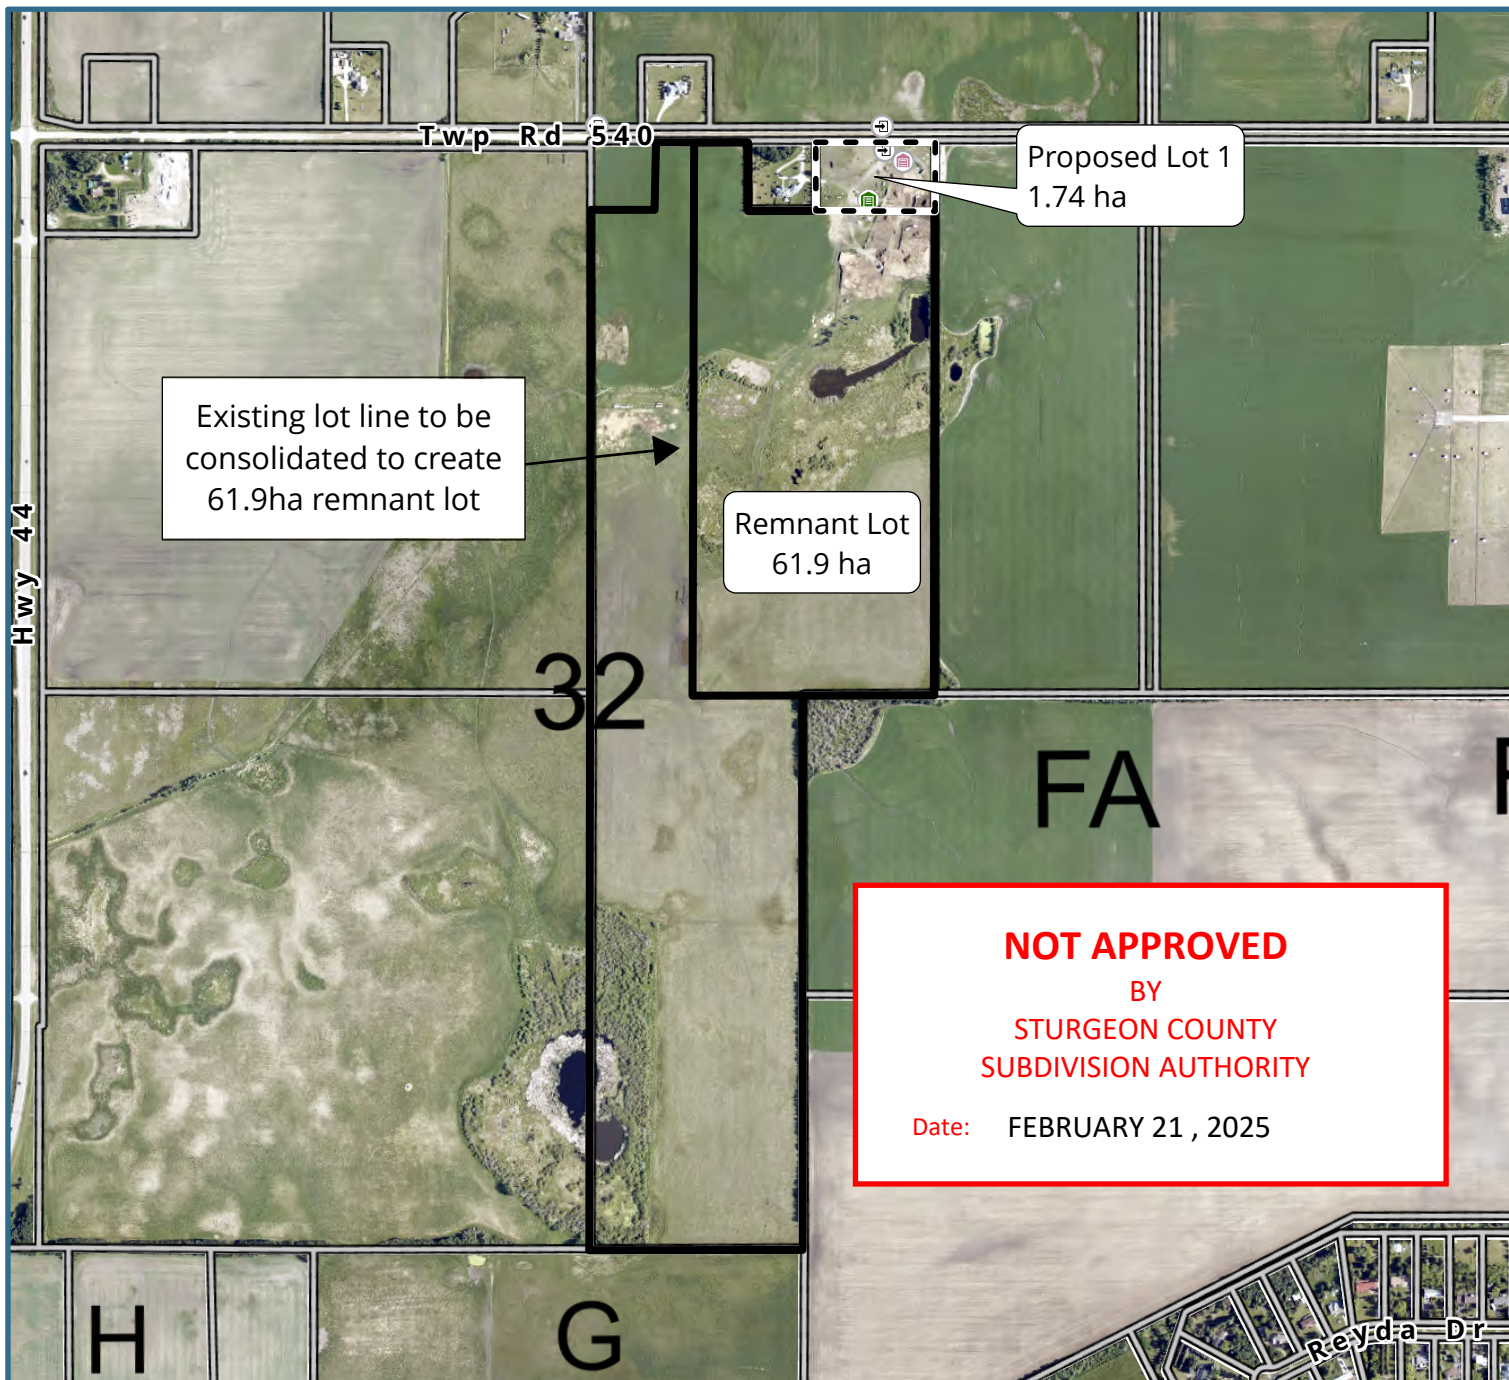 Twp Rd 540
Proposed Lot 1
1.74 ha
Existing lot line to be
consolidated to create
61.9ha remnant lot
Hwy 44
Remnant Lot
61.9 ha
32
FA
NOT APPROVED
BY
STURGEON COUNTY
SUBDIVISION AUTHORITY
Date: FEBRUARY 21 , 2025
H
G
Reyda Dr